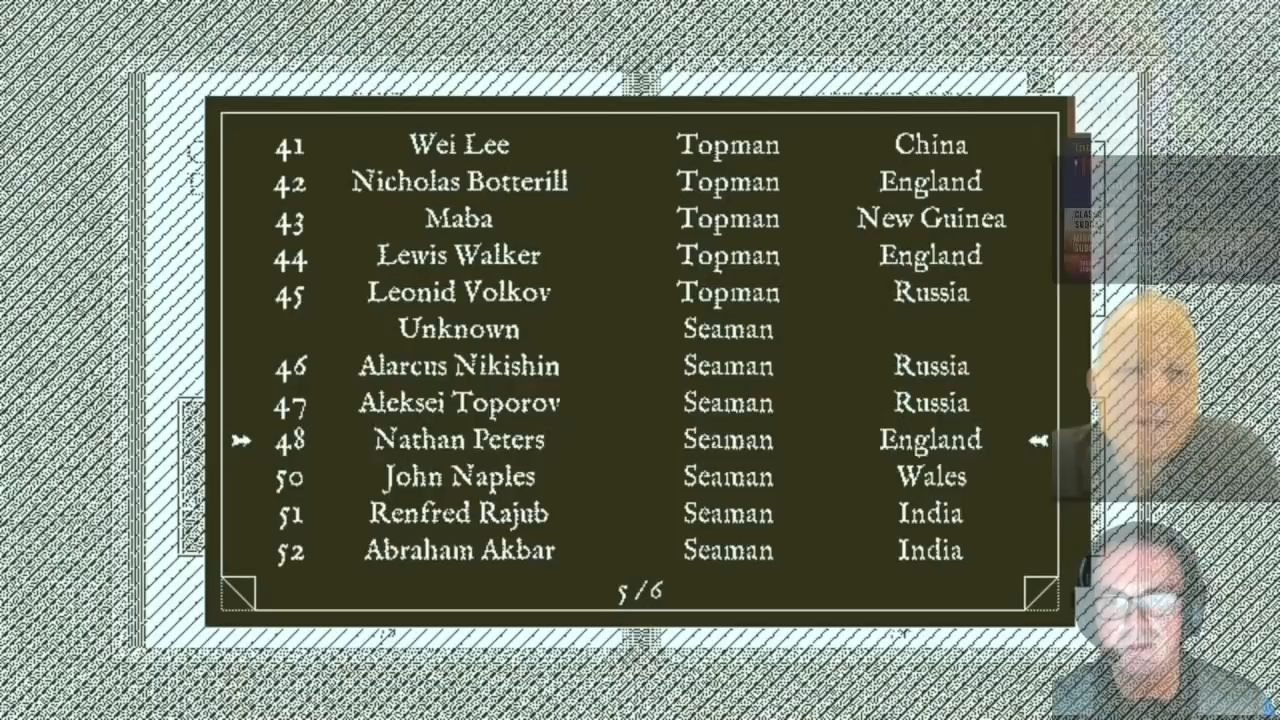 41 Wei Lee Topman China
42 Nicholas Botterill Topman England
43 Maba Topman New Guinea
44 Lewis Walker Topman England
45 Leonid Volkov Topman Russia
Unknown Seaman
46 Alarcus Nikishin Seaman Russia
47 Aleksei Toporov Seaman Russia
48 Nathan Peters Seaman England
50 John Naples Seaman Wales
51 Renfred Rajub Seaman India
52 Abraham Akbar Seaman India
5/6